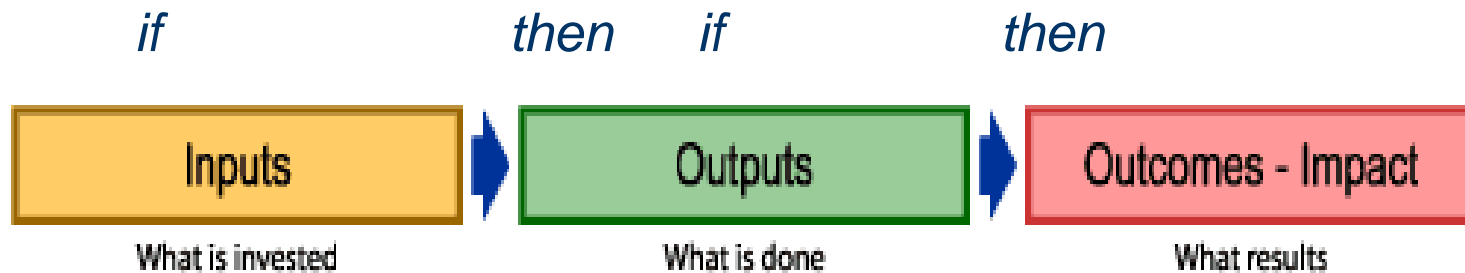 if then if then
Inputs Outputs Outcomes - Impact
What is invested What is done What results